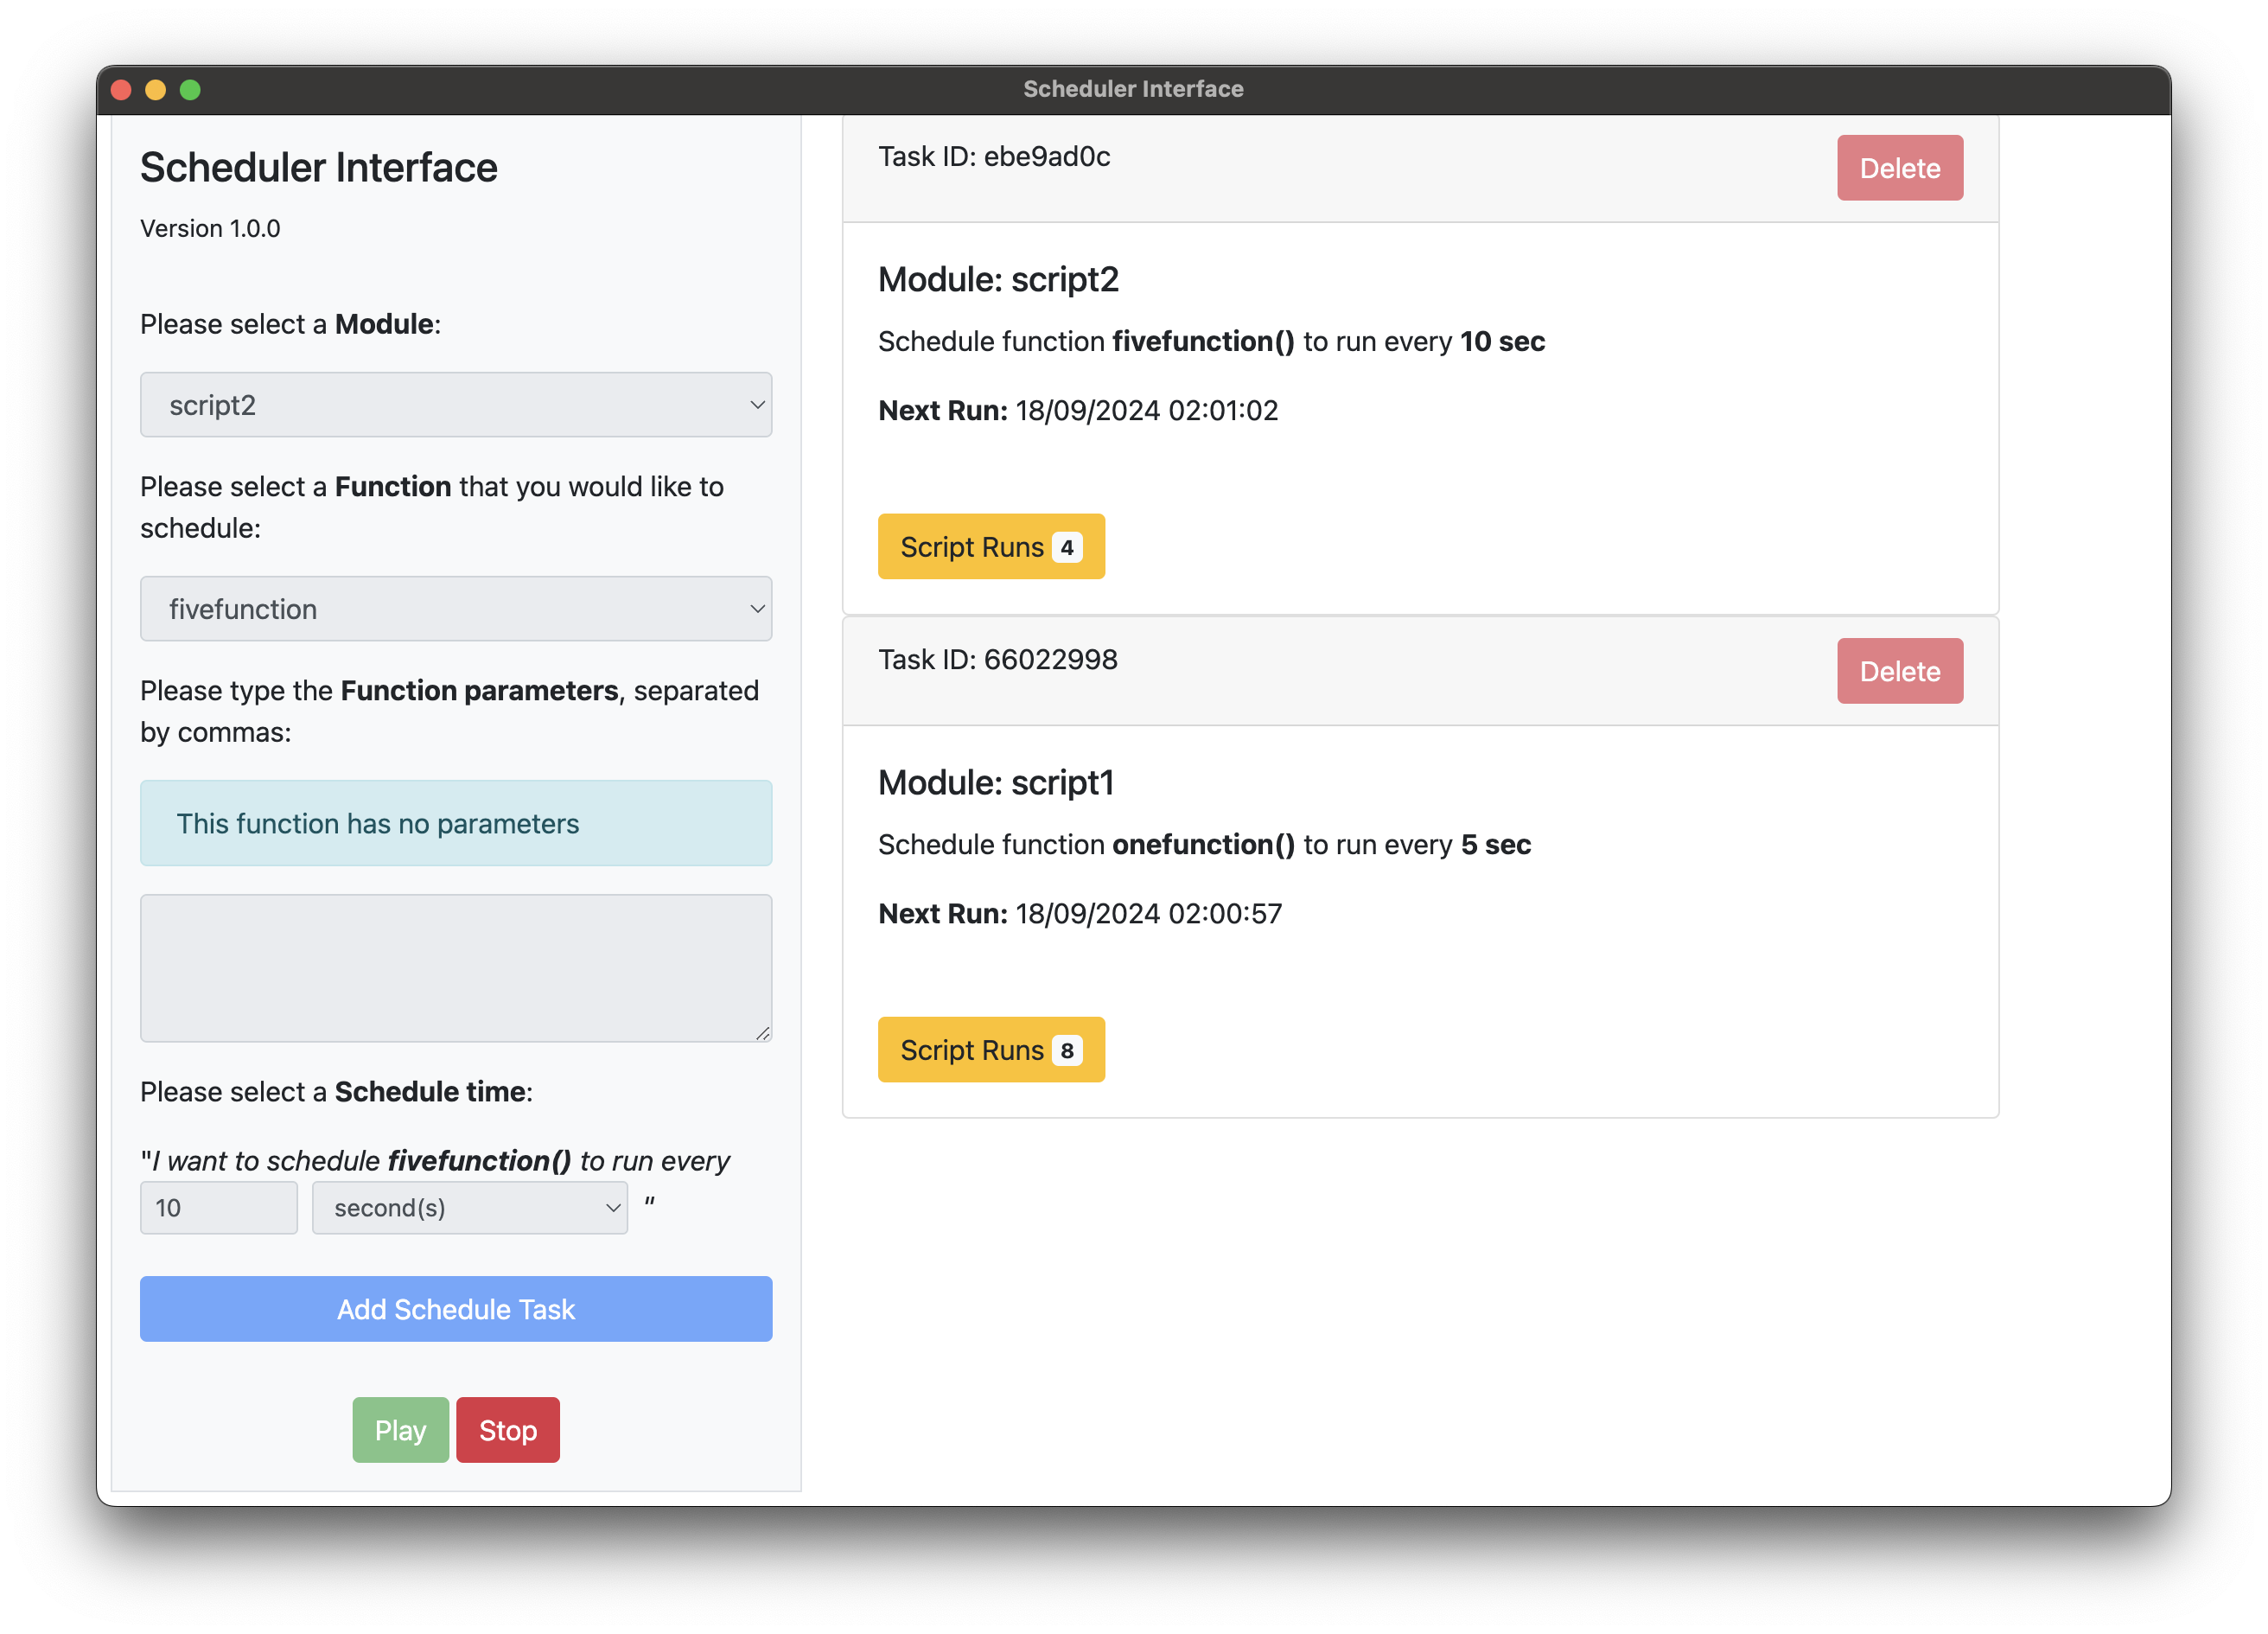 Scheduler Interface
Scheduler Interface
Version 1.0.0
Please select a Module:
script2
Please select a Function that you would like to
schedule:
fivefunction
Please type the Function parameters, separated
by commas:
This function has no parameters
Please select a Schedule time:
"I want to schedule fivefunction() to run every
10 second(s) "
Add Schedule Task
Play Stop
Task ID: ebe9ad0c
Delete
Module: script2
Schedule function fivefunction() to run every 10 sec
Next Run: 18/09/2024 02:01:02
Script Runs 4
Task ID: 66022998
Delete
Module: script1
Schedule function onefunction() to run every 5 sec
Next Run: 18/09/2024 02:00:57
Script Runs 8